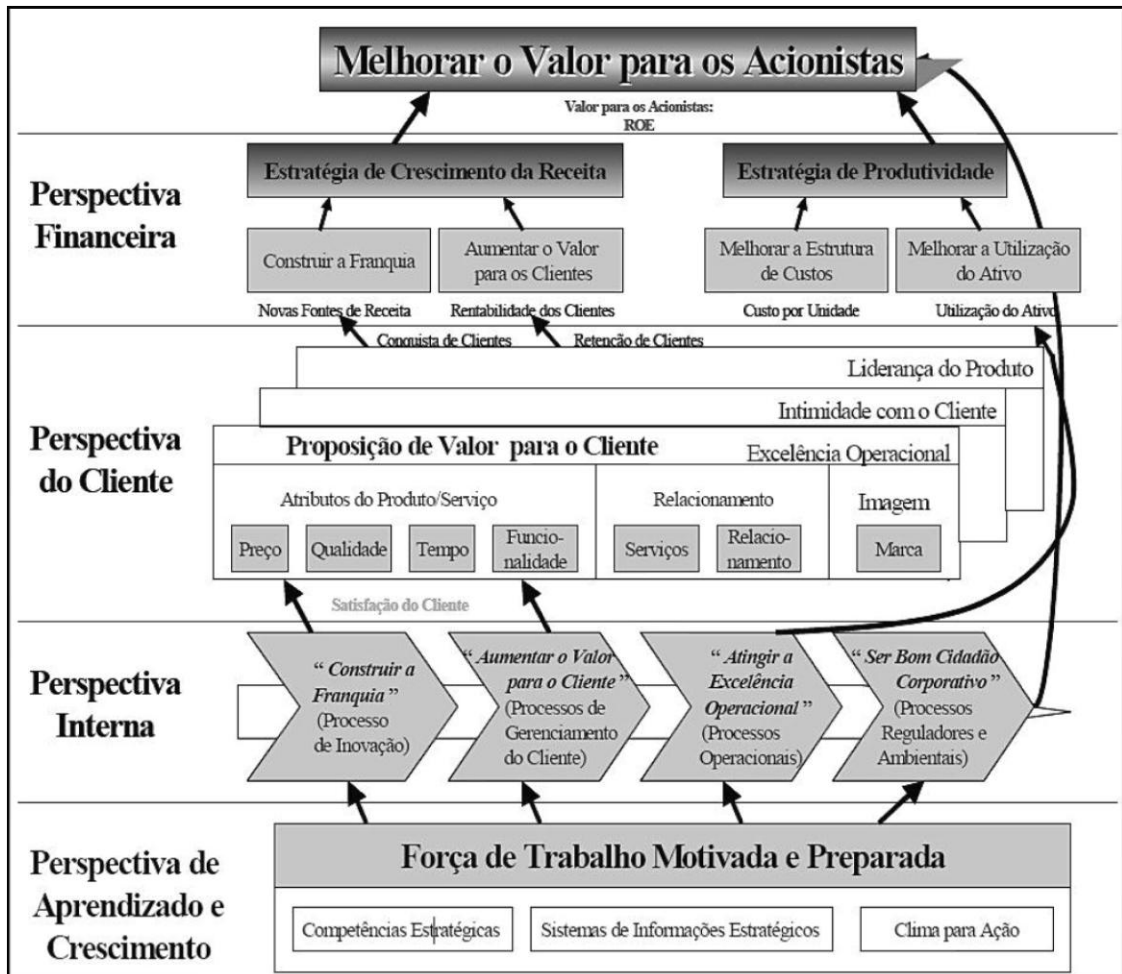 Melhorar o Valor para os Acionistas
Valor para os Acionistas:
ROE
Perspectiva
Financeira
Estratégia de Crescimento da Receita
Estratégia de Produtividade
Construir a Franquia
Aumentar o Valor
para os Clientes
Melhorar a Estrutura
de Custos
Melhorar a Utilização
do Ativo
Novas Fontes de Receita
Rentabilidade dos Clientes
Custo por Unidade
Utilização do Ativo
Conquista de Clientes
Retenção de Clientes
Perspectiva
do Cliente
Liderança do Produto
Intimidade com o Cliente
Proposição de Valor para o Cliente
Excelência Operacional
Atributos do Produto/Serviço
Relacionamento
Imagem
Preço
Qualidade
Tempo
Funcio-
nalidade
Serviços
Relacio-
namento
Marca
Satisfação do Cliente
Perspectiva
Interna
“ Construir a
Franquia ”
(Processo
de Inovação)
“ Aumentar o Valor
para o Cliente ”
(Processos de
Gerenciamento
do Cliente)
“ Atingir a
Excelência
Operacional ”
(Processos
Operacionais)
“ Ser Bom Cidadão
Corporativo ”
(Processos
Reguladores e
Ambientais)
Perspectiva de
Aprendizado e
Crescimento
Força de Trabalho Motivada e Preparada
Competências Estratégicas
Sistemas de Informações Estratégicos
Clima para Ação